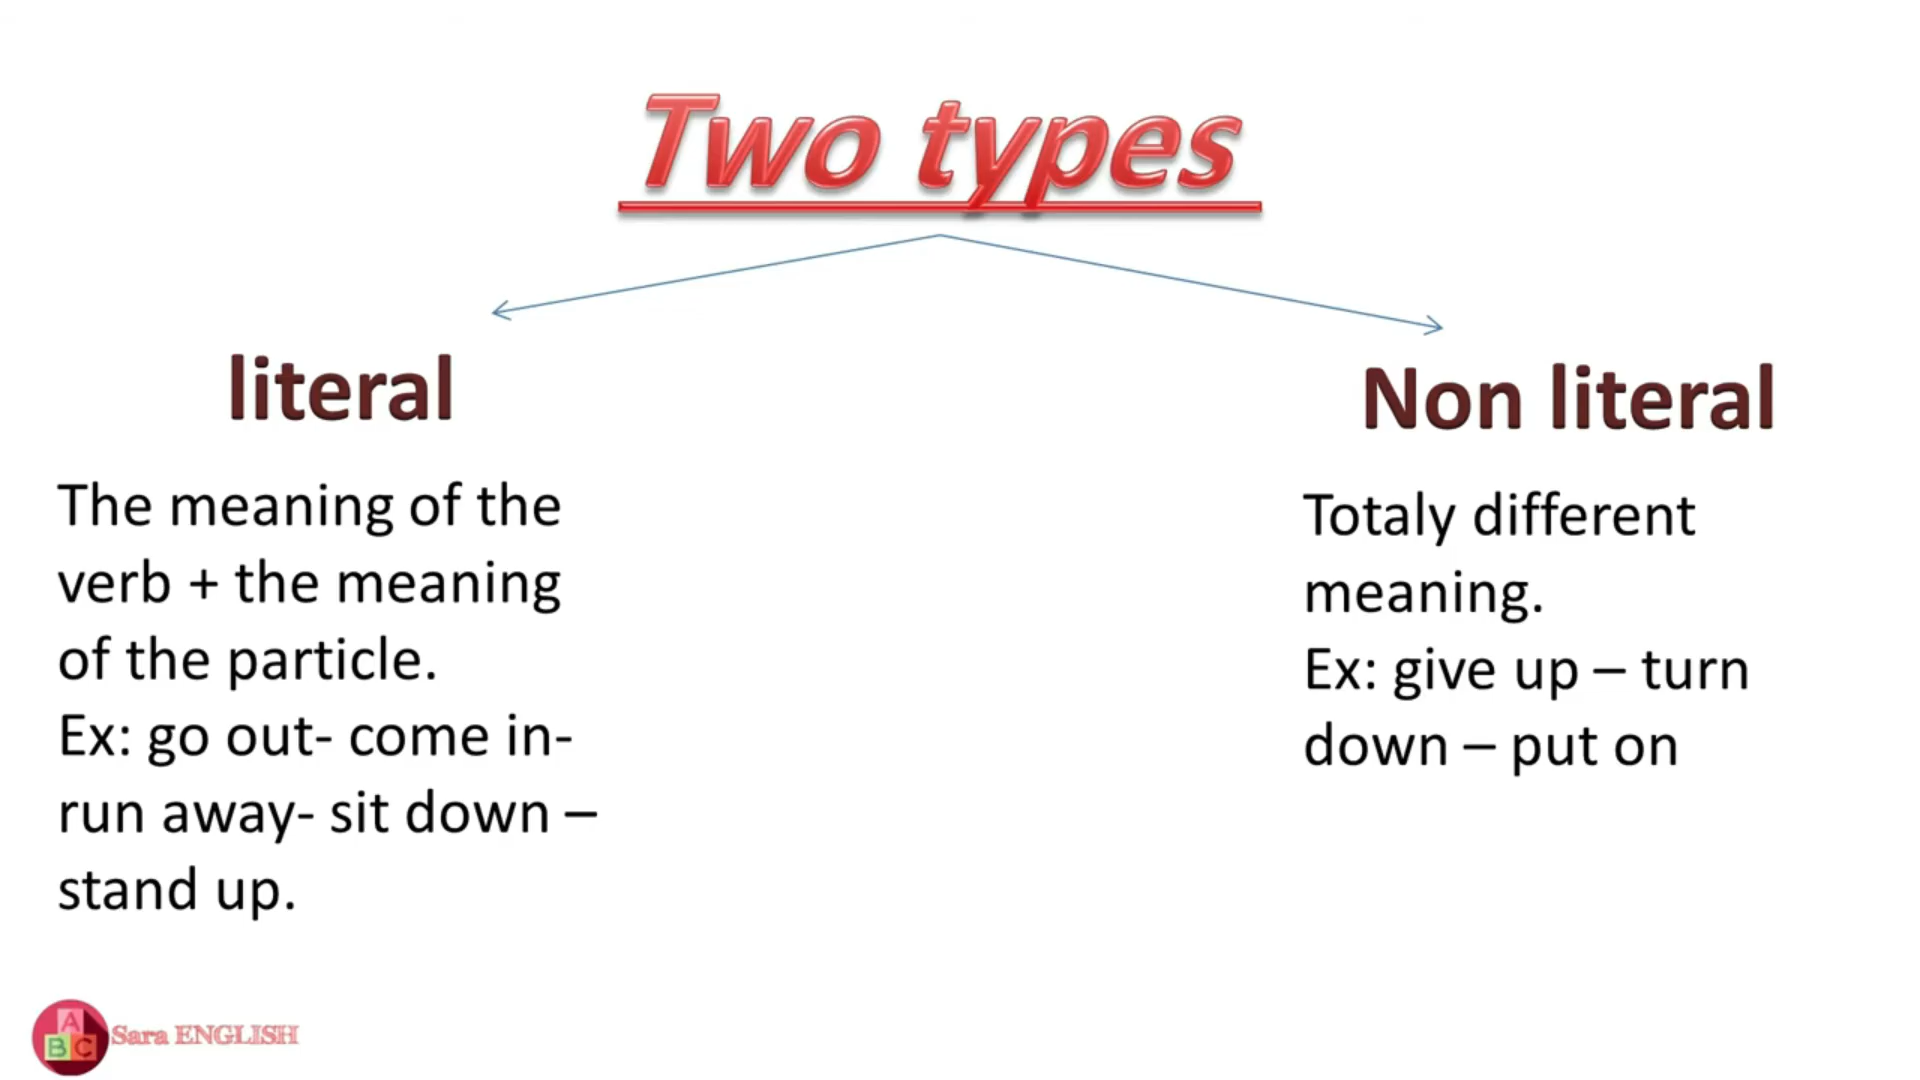 Two types
literal
The meaning of the
verb + the meaning
of the particle.
Ex: go out- come in-
run away- sit down –
stand up.
Non literal
Totaly different
meaning.
Ex: give up – turn
down – put on
A
B C
Sara ENGLISH